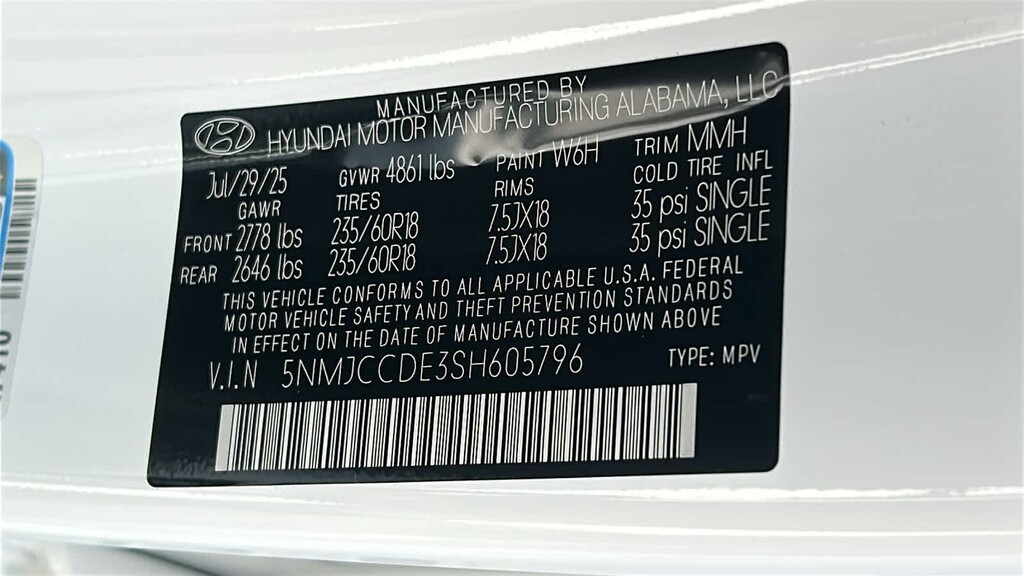 MANUFACTURED BY
HYUNDAI MOTOR MANUFACTURING ALABAMA, LLC
Jul/29/25 GVWR 4861 lbs PAINT W6H TRIM MMH
GAWR TIRES RIMS COLD TIRE INFL
FRONT 2778 lbs 235/60R18 7.5JX18 35 psi SINGLE
REAR 2646 lbs 235/60R18 7.5JX18 35 psi SINGLE
THIS VEHICLE CONFORMS TO ALL APPLICABLE U.S.A. FEDERAL
MOTOR VEHICLE SAFETY AND THEFT PREVENTION STANDARDS
IN EFFECT ON THE DATE OF MANUFACTURE SHOWN ABOVE
V.I.N 5NMJCCDE3SH605796 TYPE: MPV